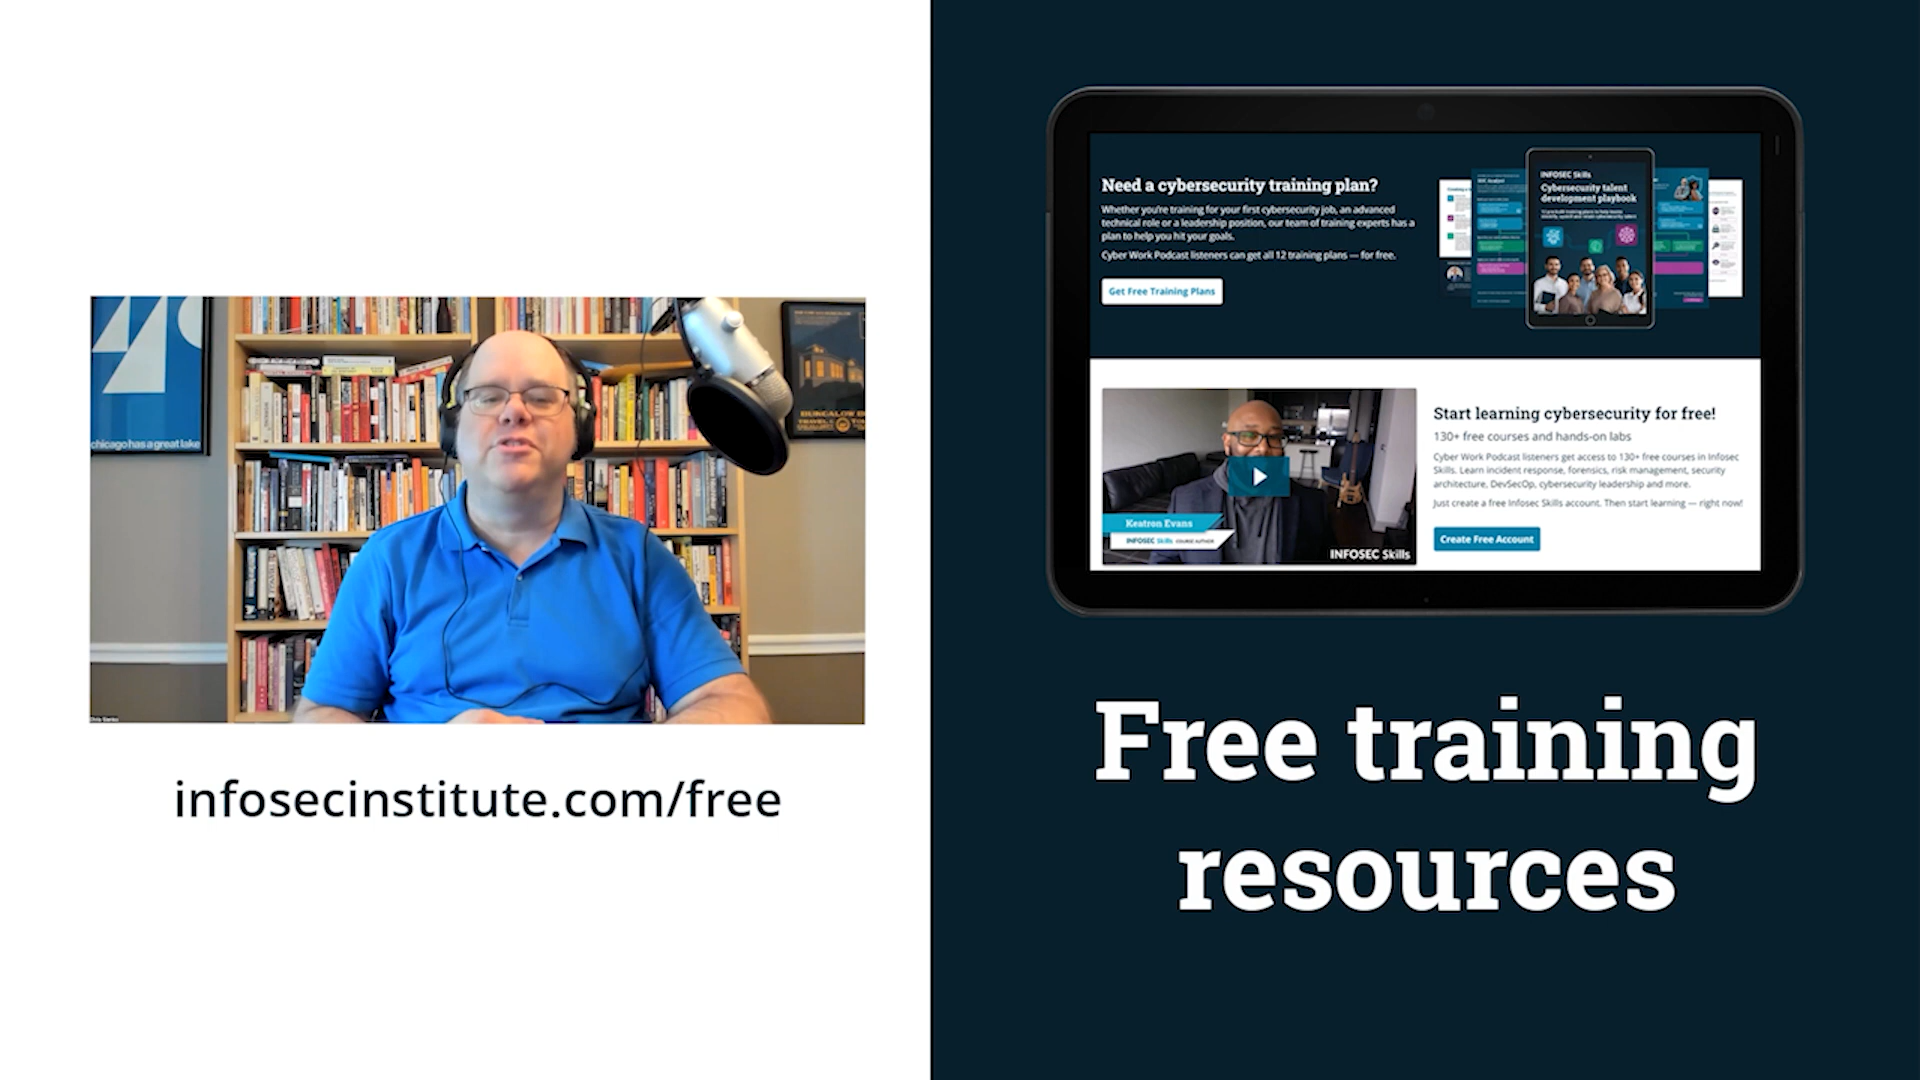 chicago has a great lake
BUNGALOW
infosecinstitute.com/free
Need a cybersecurity training plan?
Whether you're training for your first cybersecurity job, an advanced
technical role or a leadership position, our team of training experts has a
plan to help you hit your goals.
Cyber Work Podcast listeners can get all 12 training plans — for free.
Get Free Training Plans
INFOSEC Skills
Cybersecurity talent
development playbook
Start learning cybersecurity for free!
130+ free courses and hands-on labs
Cyber Work Podcast listeners get access to 130+ free courses in Infosec
Skills. Learn incident response, forensics, risk management, security
architecture, DevSecOp, cybersecurity leadership and more.
Just create a free Infosec Skills account. Then start learning — right now!
Create Free Account
Keatron Evans
INFOSEC Skills COURSE AUTHOR
INFOSEC Skills
Free training
resources